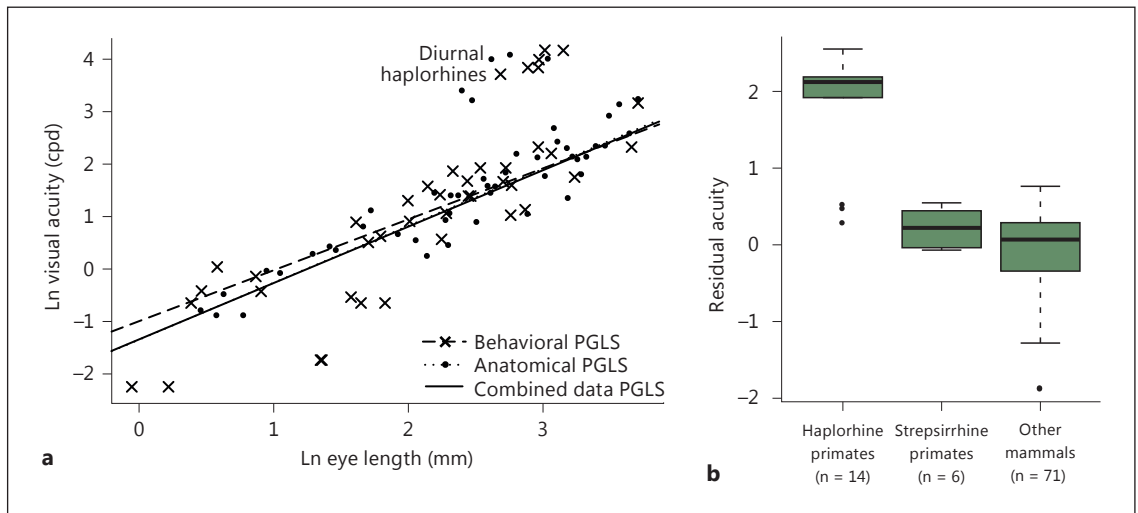 Diurnal
haplorhines
4
3
2
1
0
–1
–2
Ln visual acuity (cpd)
Behavioral PGLS
Anatomical PGLS
Combined data PGLS
0 1 2 3
Ln eye length (mm)
a
2
1
0
–1
–2
Residual acuity
Haplorhine
primates
(n = 14)
Strepsirrhine
primates
(n = 6)
Other
mammals
(n = 71)
b